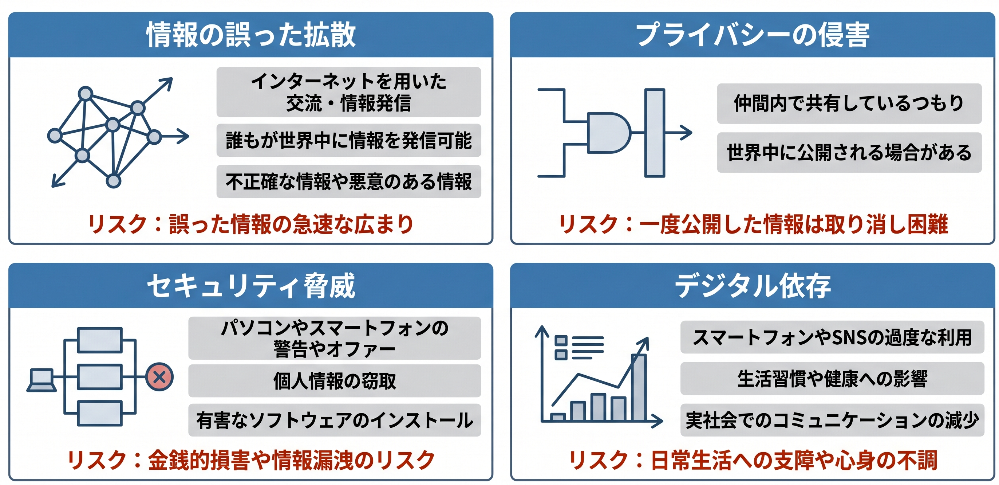 情報の誤った拡散
インターネットを用いた
交流・情報発信
誰もが世界中に情報を発信可能
不正確な情報や悪意のある情報
リスク：誤った情報の急速な広まり
プライバシーの侵害
仲間内で共有しているつもり
世界中に公開される場合がある
リスク：一度公開した情報は取り消し困難
セキュリティ脅威
パソコンやスマートフォンの
警告やオファー
個人情報の窃取
有害なソフトウェアのインストール
リスク：金銭的損害や情報漏洩のリスク
デジタル依存
スマートフォンやSNSの過度な利用
生活習慣や健康への影響
実社会でのコミュニケーションの減少
リスク：日常生活への支障や心身の不調